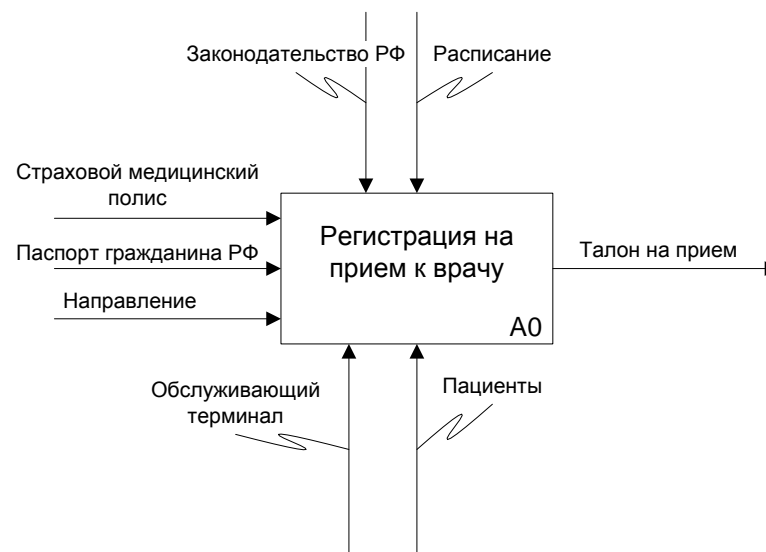 Законодательство РФ
Расписание
Страховой медицинский
полис
Паспорт гражданина РФ
Направление
Регистрация на
прием к врачу
A0
Талон на прием
Обслуживающий
терминал
Пациенты